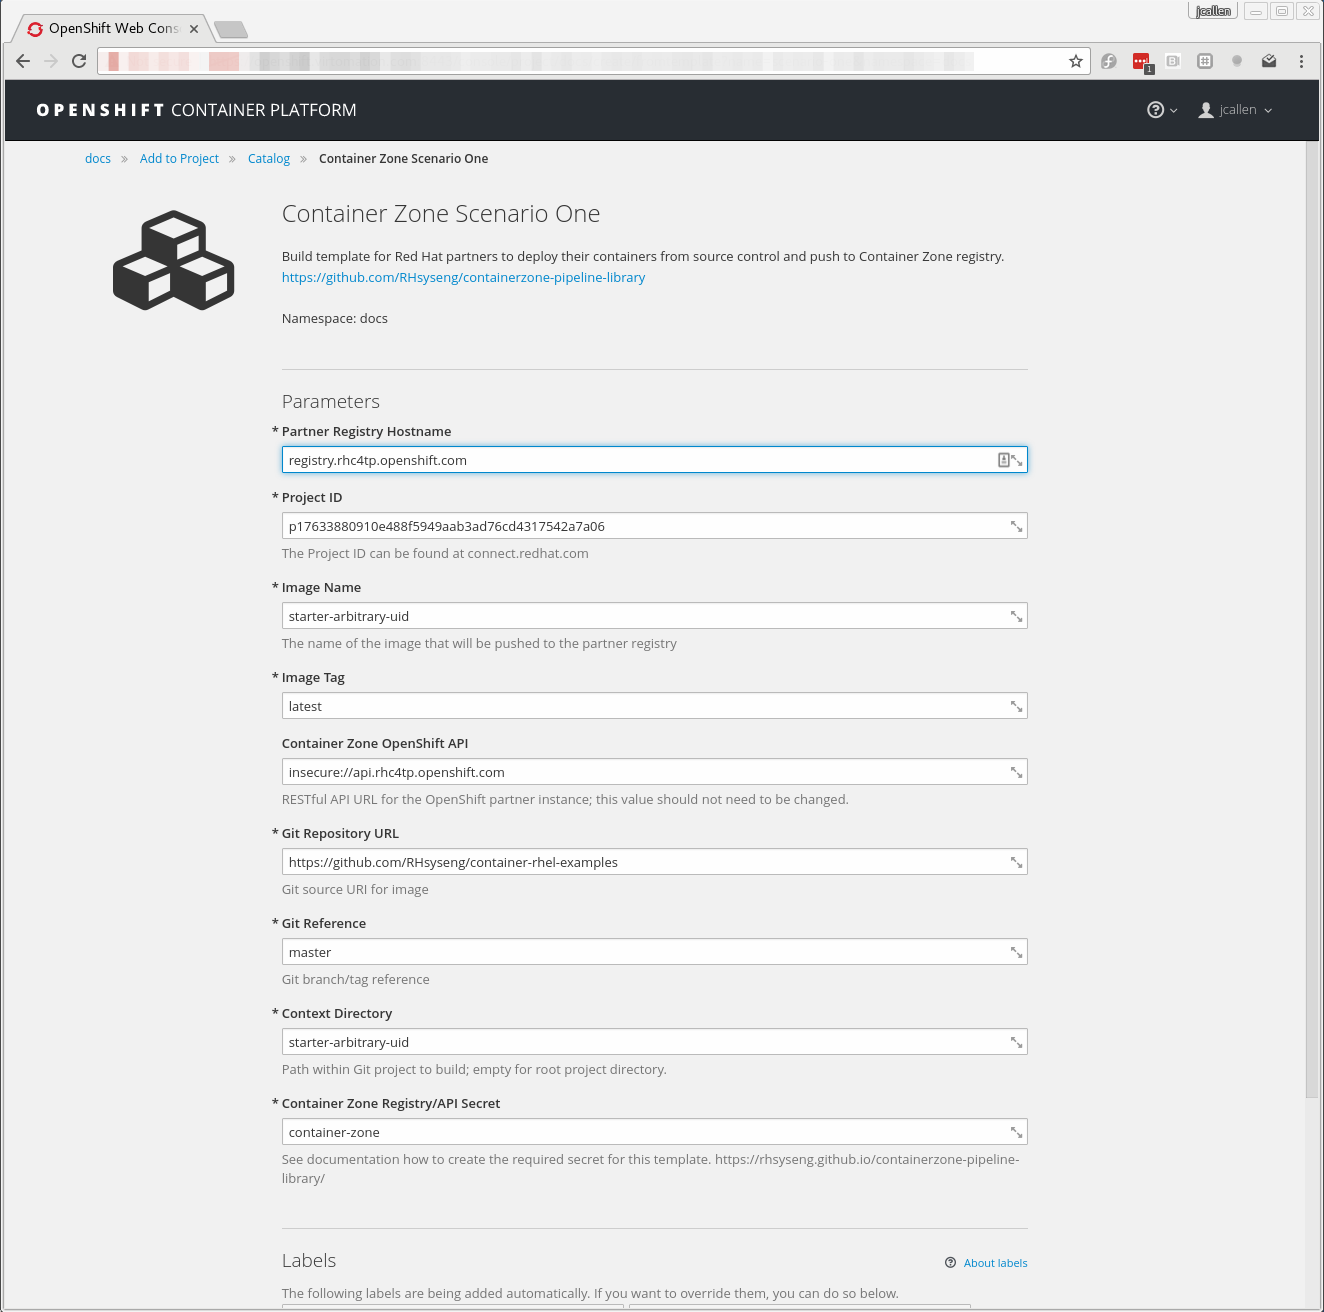 jcallen
OpenShift Web Cons
1
OPENSHIFT CONTAINER PLATFORM
jcallen
docs » Add to Project » Catalog » Container Zone Scenario One
Container Zone Scenario One
Build template for Red Hat partners to deploy their containers from source control and push to Container Zone registry.
https://github.com/RHsyseng/containerzone-pipeline-library
Namespace: docs
Parameters
* Partner Registry Hostname
registry.rhc4tp.openshift.com
* Project ID
p17633880910e488f5949aab3ad76cd4317542a7a06
The Project ID can be found at connect.redhat.com
* Image Name
starter-arbitrary-uid
The name of the image that will be pushed to the partner registry
* Image Tag
latest
Container Zone OpenShift API
insecure://api.rhc4tp.openshift.com
RESTful API URL for the OpenShift partner instance; this value should not need to be changed.
* Git Repository URL
https://github.com/RHsyseng/container-rhel-examples
Git source URI for image
* Git Reference
master
Git branch/tag reference
* Context Directory
starter-arbitrary-uid
Path within Git project to build; empty for root project directory.
* Container Zone Registry/API Secret
container-zone
See documentation how to create the required secret for this template. https://rhsyseng.github.io/containerzone-pipeline-
library/
Labels
About labels
The following labels are being added automatically. If you want to override them, you can do so below.